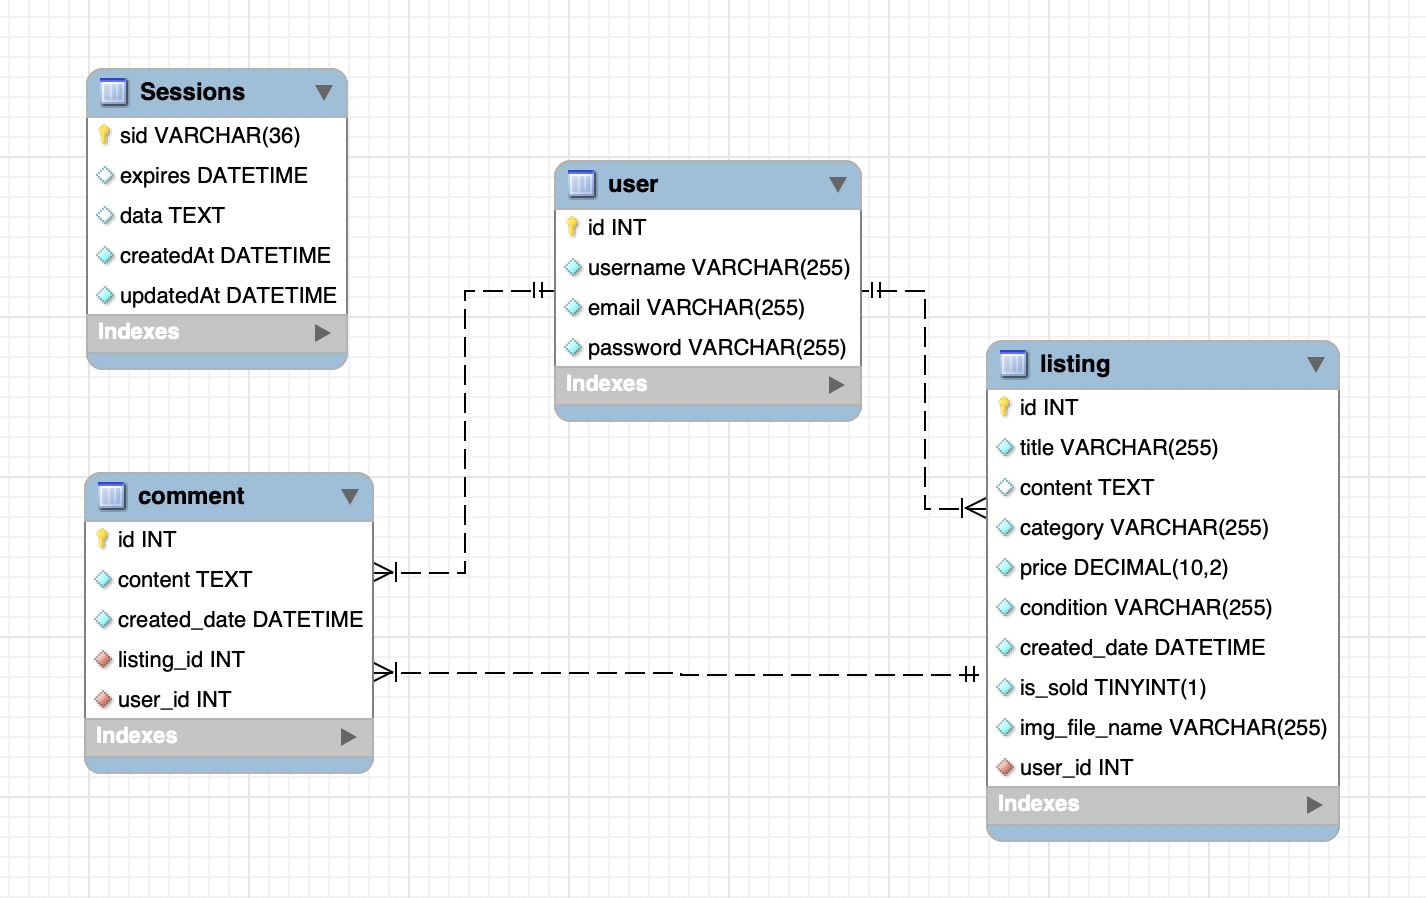 Sessions
sid VARCHAR(36)
expires DATETIME
data TEXT
createdAt DATETIME
updatedAt DATETIME
Indexes
user
id INT
username VARCHAR(255)
email VARCHAR(255)
password VARCHAR(255)
Indexes
comment
id INT
content TEXT
created_date DATETIME
listing_id INT
user_id INT
Indexes
listing
id INT
title VARCHAR(255)
content TEXT
category VARCHAR(255)
price DECIMAL(10,2)
condition VARCHAR(255)
created_date DATETIME
is_sold TINYINT(1)
img_file_name VARCHAR(255)
user_id INT
Indexes